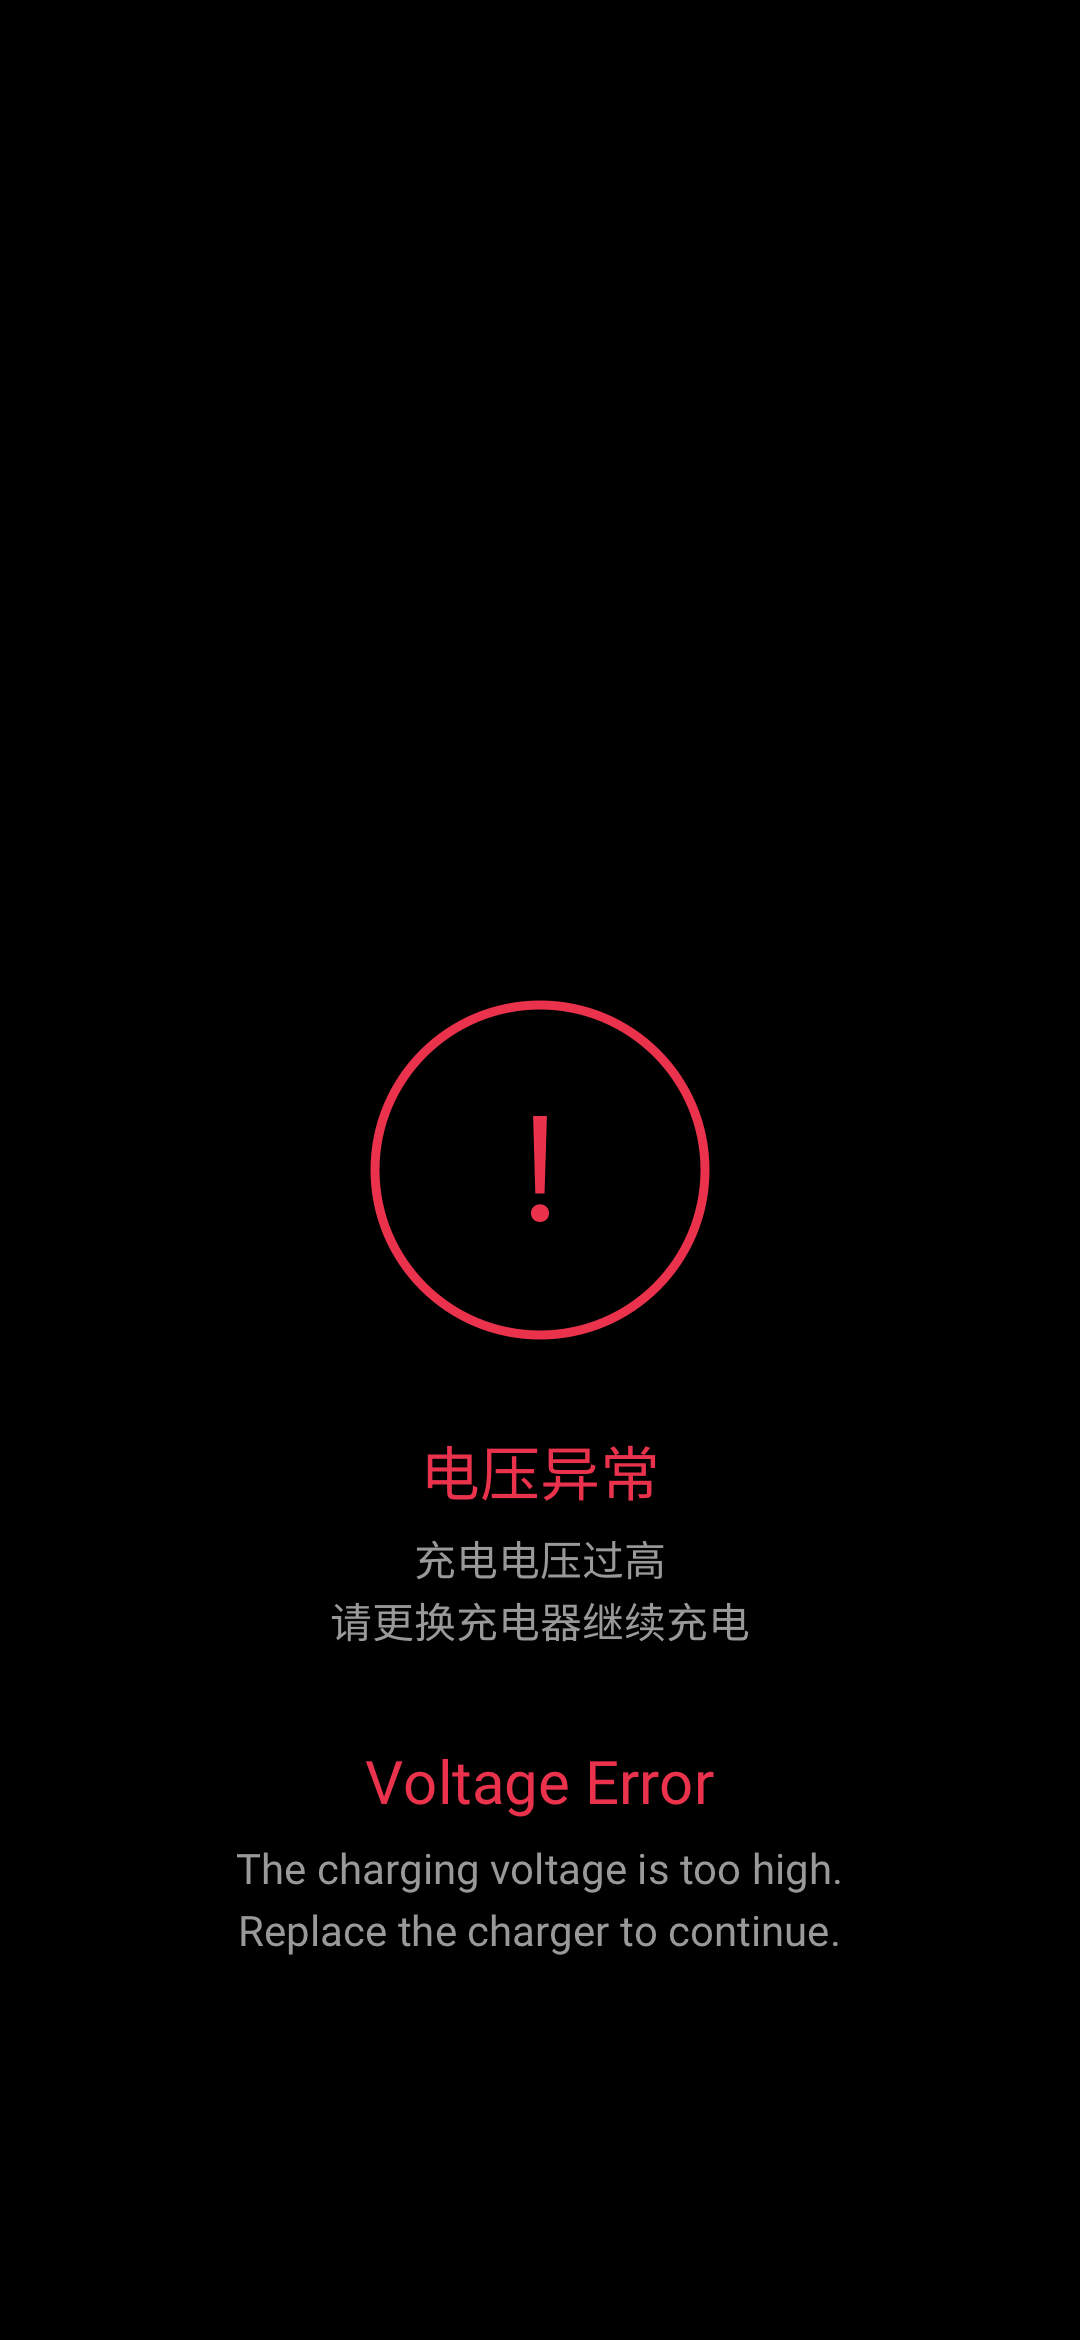 电压异常
充电电压过高
请更换充电器继续充电
Voltage Error
The charging voltage is too high.
Replace the charger to continue.